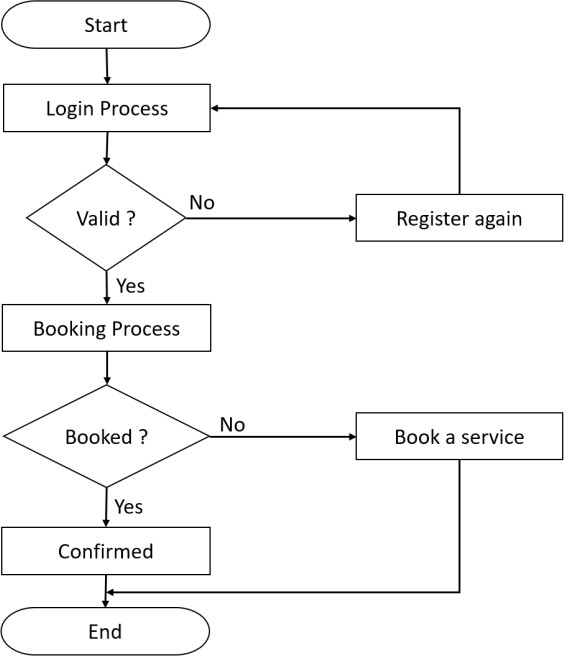 Start
Login Process
Valid ?
No
Register again
Yes
Booking Process
Booked ?
No
Book a service
Yes
Confirmed
End